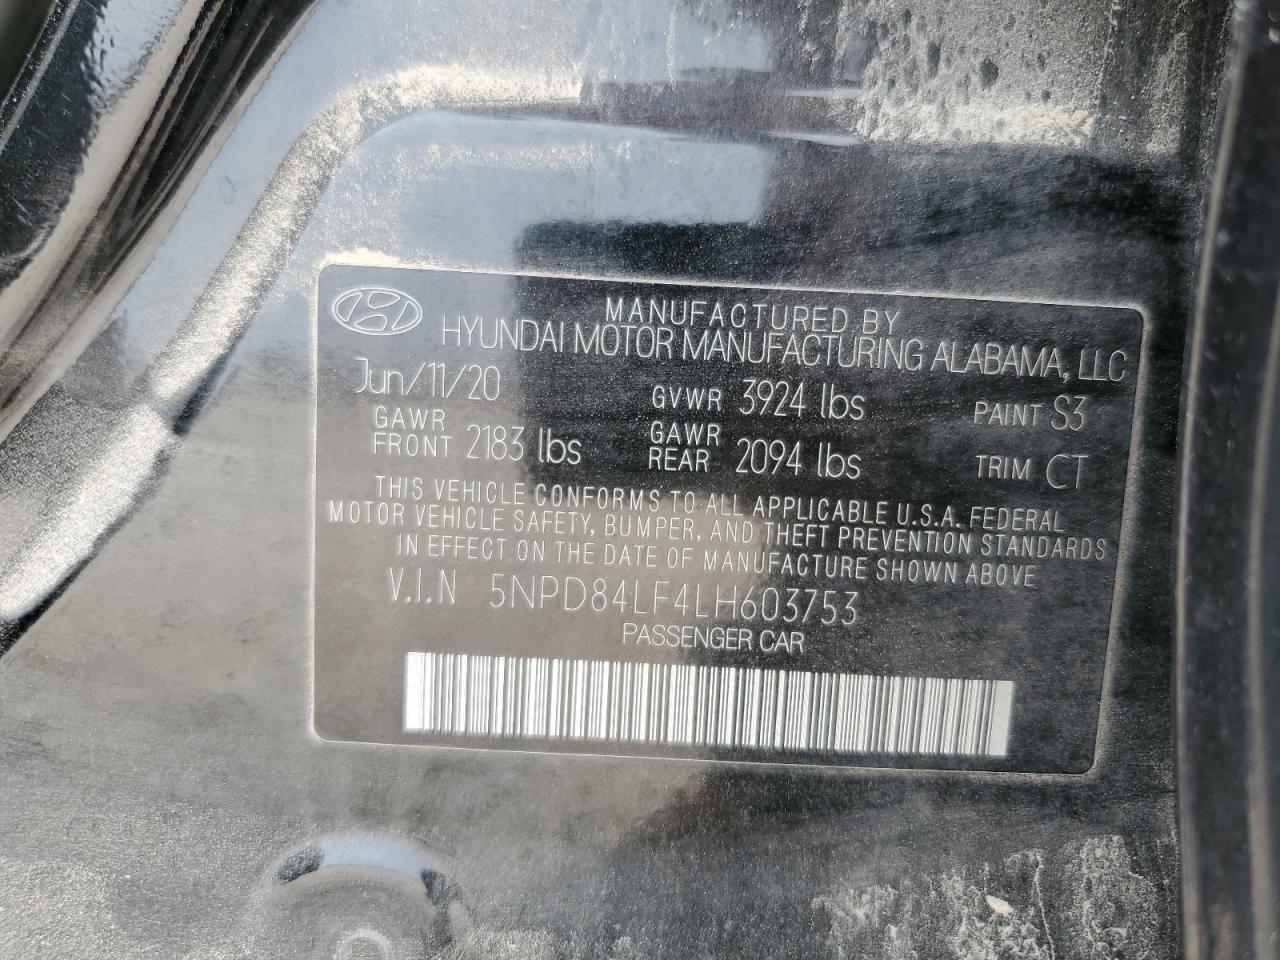 MANUFACTURED BY
HYUNDAI MOTOR MANUFACTURING ALABAMA, LLC
Jun/11/20 GVWR 3924 lbs PAINT S3
GAWR FRONT 2183 lbs GAWR REAR 2094 lbs TRIM CT
THIS VEHICLE CONFORMS TO ALL APPLICABLE U.S.A. FEDERAL
MOTOR VEHICLE SAFETY, BUMPER, AND THEFT PREVENTION STANDARDS
IN EFFECT ON THE DATE OF MANUFACTURE SHOWN ABOVE
V.I.N 5NPD84LF4LH603753
PASSENGER CAR